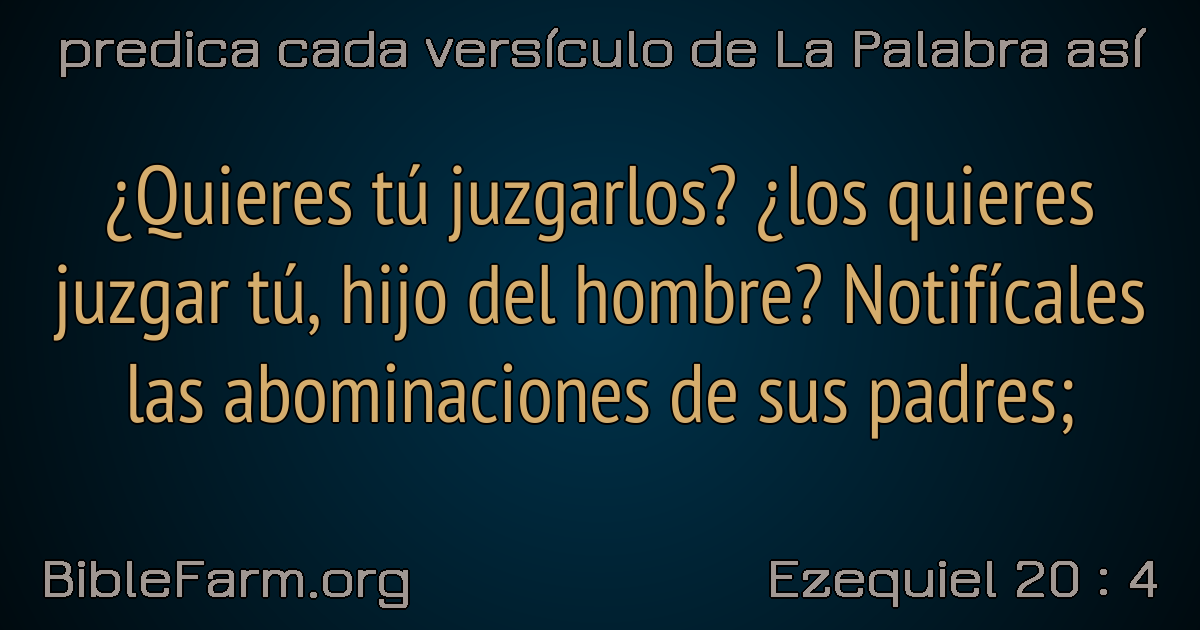 predica cada versículo de La Palabra así
¿Quieres tú juzgarlos? ¿los quieres
juzgar tú, hijo del hombre? Notifícales
las abominaciones de sus padres;
BibleFarm.org
Ezequiel 20 : 4